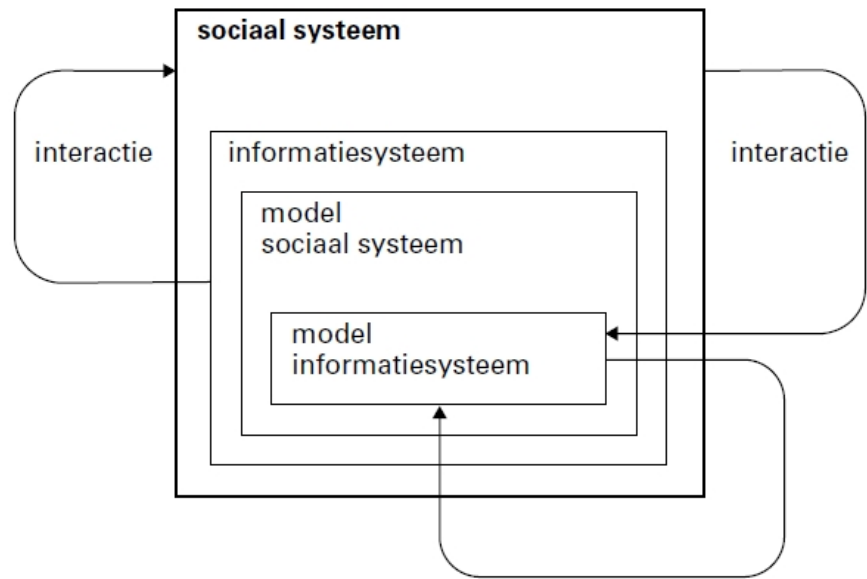 sociaal systeem
interactie
informatiesysteem
interactie
model
sociaal systeem
model
informatiesysteem